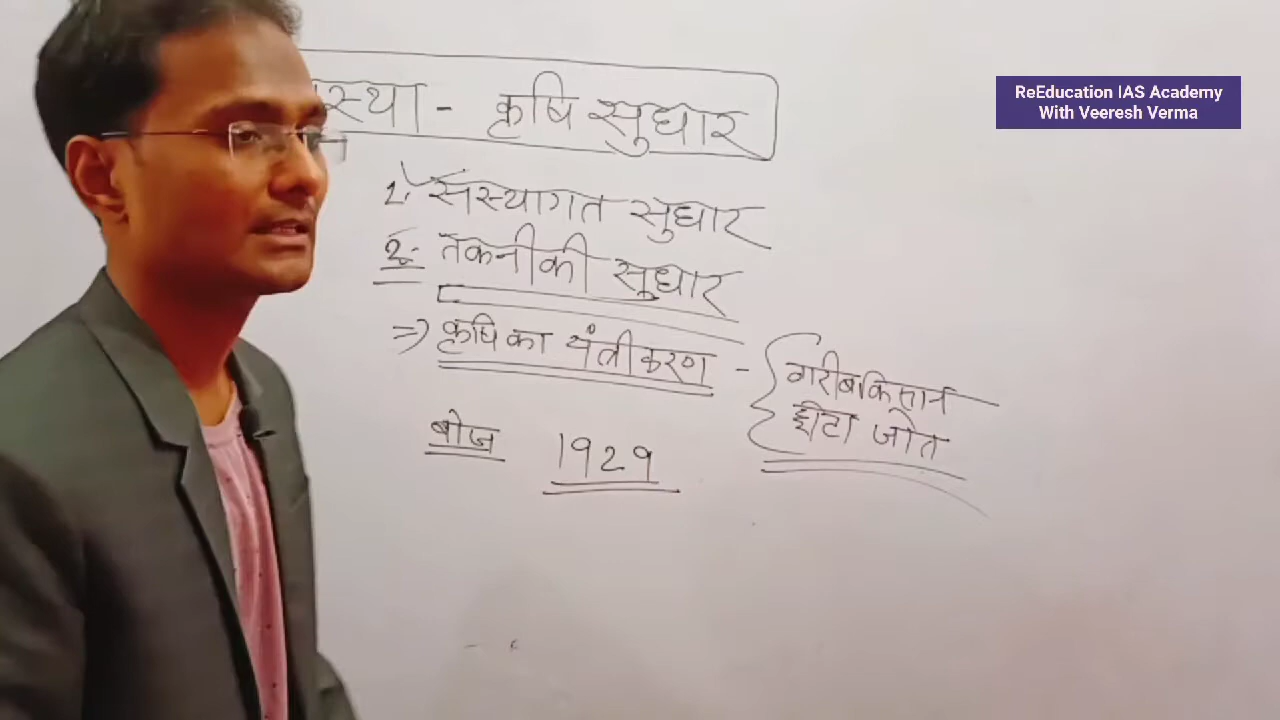 ReEducation IAS Academy
With Veeresh Verma
स्था - कृषि सुधार
1. संस्थागत सुधार
2. तकनीकी सुधार
=> कृषि का यंत्रीकरण - { गरीब किसान
छोटा जोत
बोज 1929